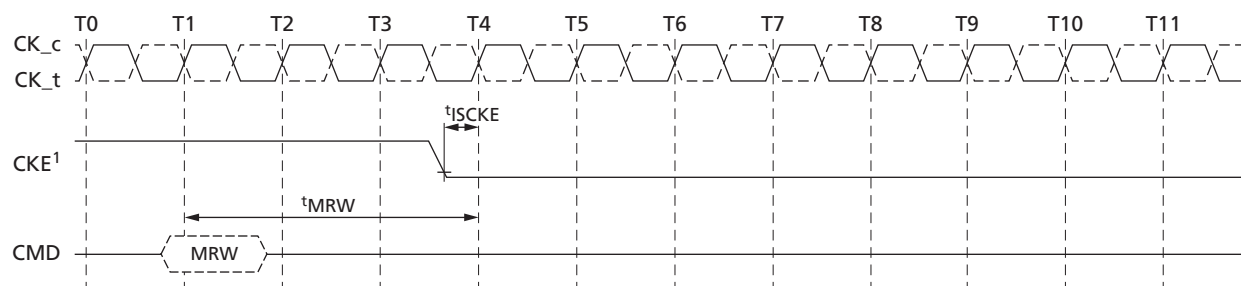 T0 T1 T2 T3 T4 T5 T6 T7 T8 T9 T10 T11
CK_c
CK_t
tISCKE
CKE1
tMRW
CMD MRW